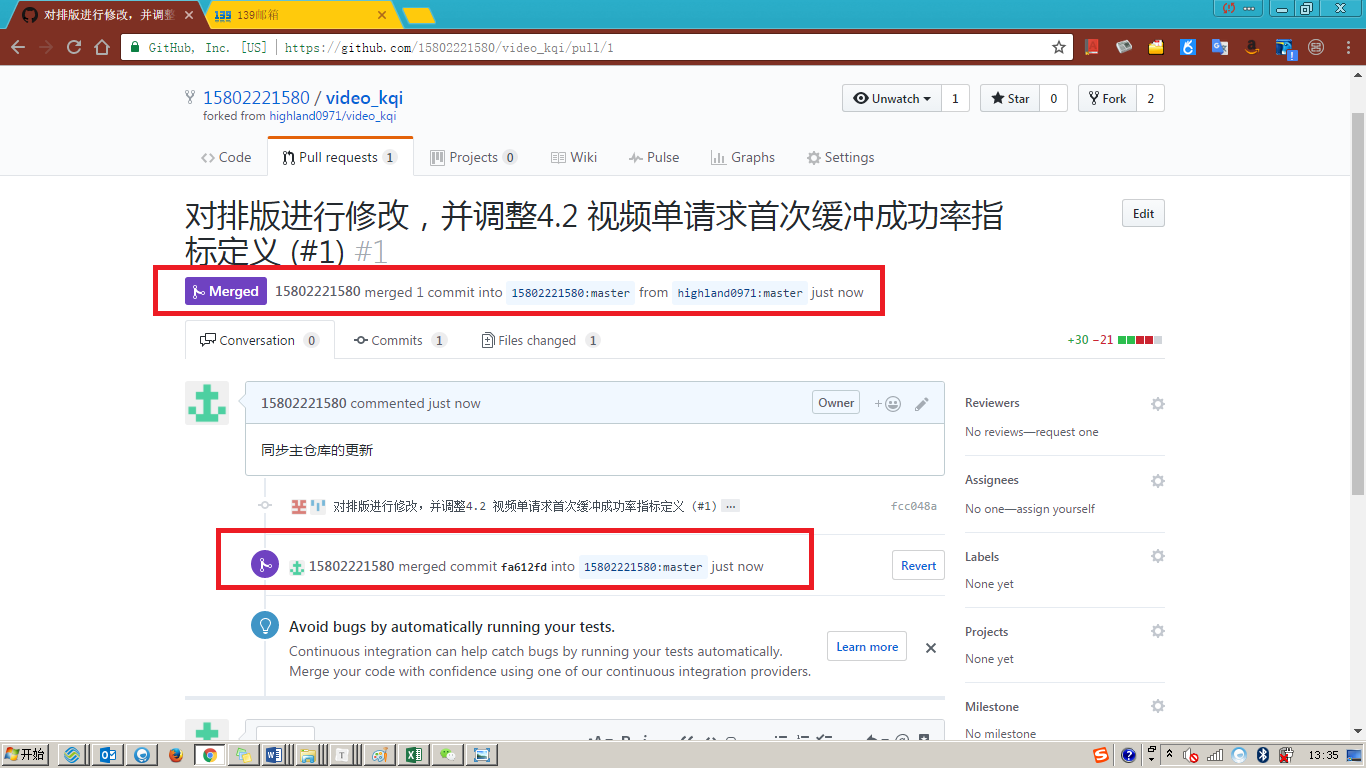 对排版进行修改，并调整
139邮箱
GitHub, Inc. [US] | https://github.com/15802221580/video_kqi/pull/1
15802221580 / video_kqi
forked from highland0971/video_kqi
Unwatch 1
Star 0
Fork 2
Code
Pull requests 1
Projects 0
Wiki
Pulse
Graphs
Settings
对排版进行修改，并调整4.2 视频单请求首次缓冲成功率指
标定义 (#1) #1
Edit
Merged 15802221580 merged 1 commit into 15802221580:master from highland0971:master just now
Conversation 0
Commits 1
Files changed 1
+30 −21
15802221580 commented just now
Owner
同步主仓库的更新
对排版进行修改，并调整4.2 视频单请求首次缓冲成功率指标定义 (#1) …
fcc048a
15802221580 merged commit fa612fd into 15802221580:master just now
Revert
Avoid bugs by automatically running your tests.
Continuous integration can help catch bugs by running your tests automatically.
Merge your code with confidence using one of our continuous integration providers.
Learn more
Reviewers
No reviews—request one
Assignees
No one—assign yourself
Labels
None yet
Projects
None yet
Milestone
No milestone
开始
13:35